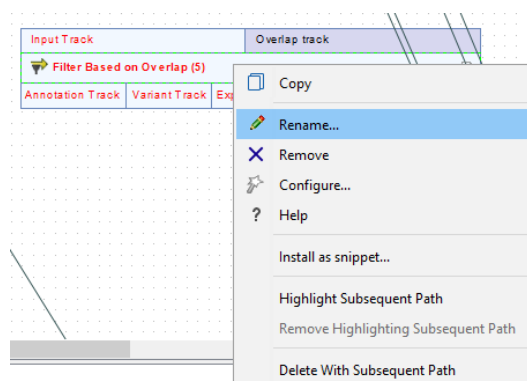 Input Track
Overlap track
Filter Based on Overlap (5)
Annotation Track
Variant Track
Copy
Rename...
Remove
Configure...
? Help
Install as snippet...
Highlight Subsequent Path
Remove Highlighting Subsequent Path
Delete With Subsequent Path